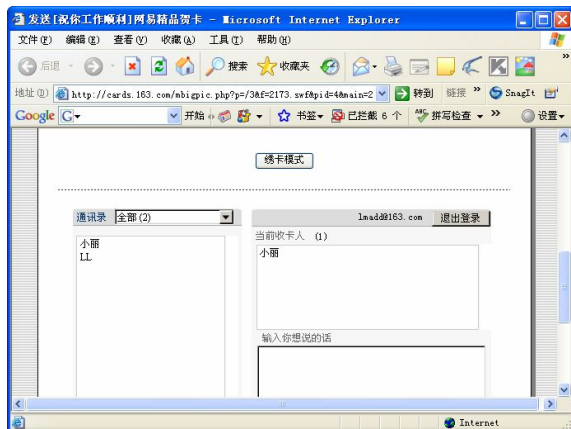 发送[祝你工作顺利]网易精品贺卡 - Microsoft Internet Explorer
文件(F) 编辑(E) 查看(V) 收藏(A) 工具(T) 帮助(H)
后退 搜索 收藏夹
地址(D) http://cards.163.com/mbigpic.php?p=/3&f=2173.swf&pid=4&main=2 转到 链接 » SnagIt
Google G 开始 已拦截 6 个 书签 拼写检查 » 设置
绣卡模式
通讯录 全部(2) lmadd@163.com 退出登录
当前收卡人 (1)
小丽 小丽
LL
输入你想说的话
Internet